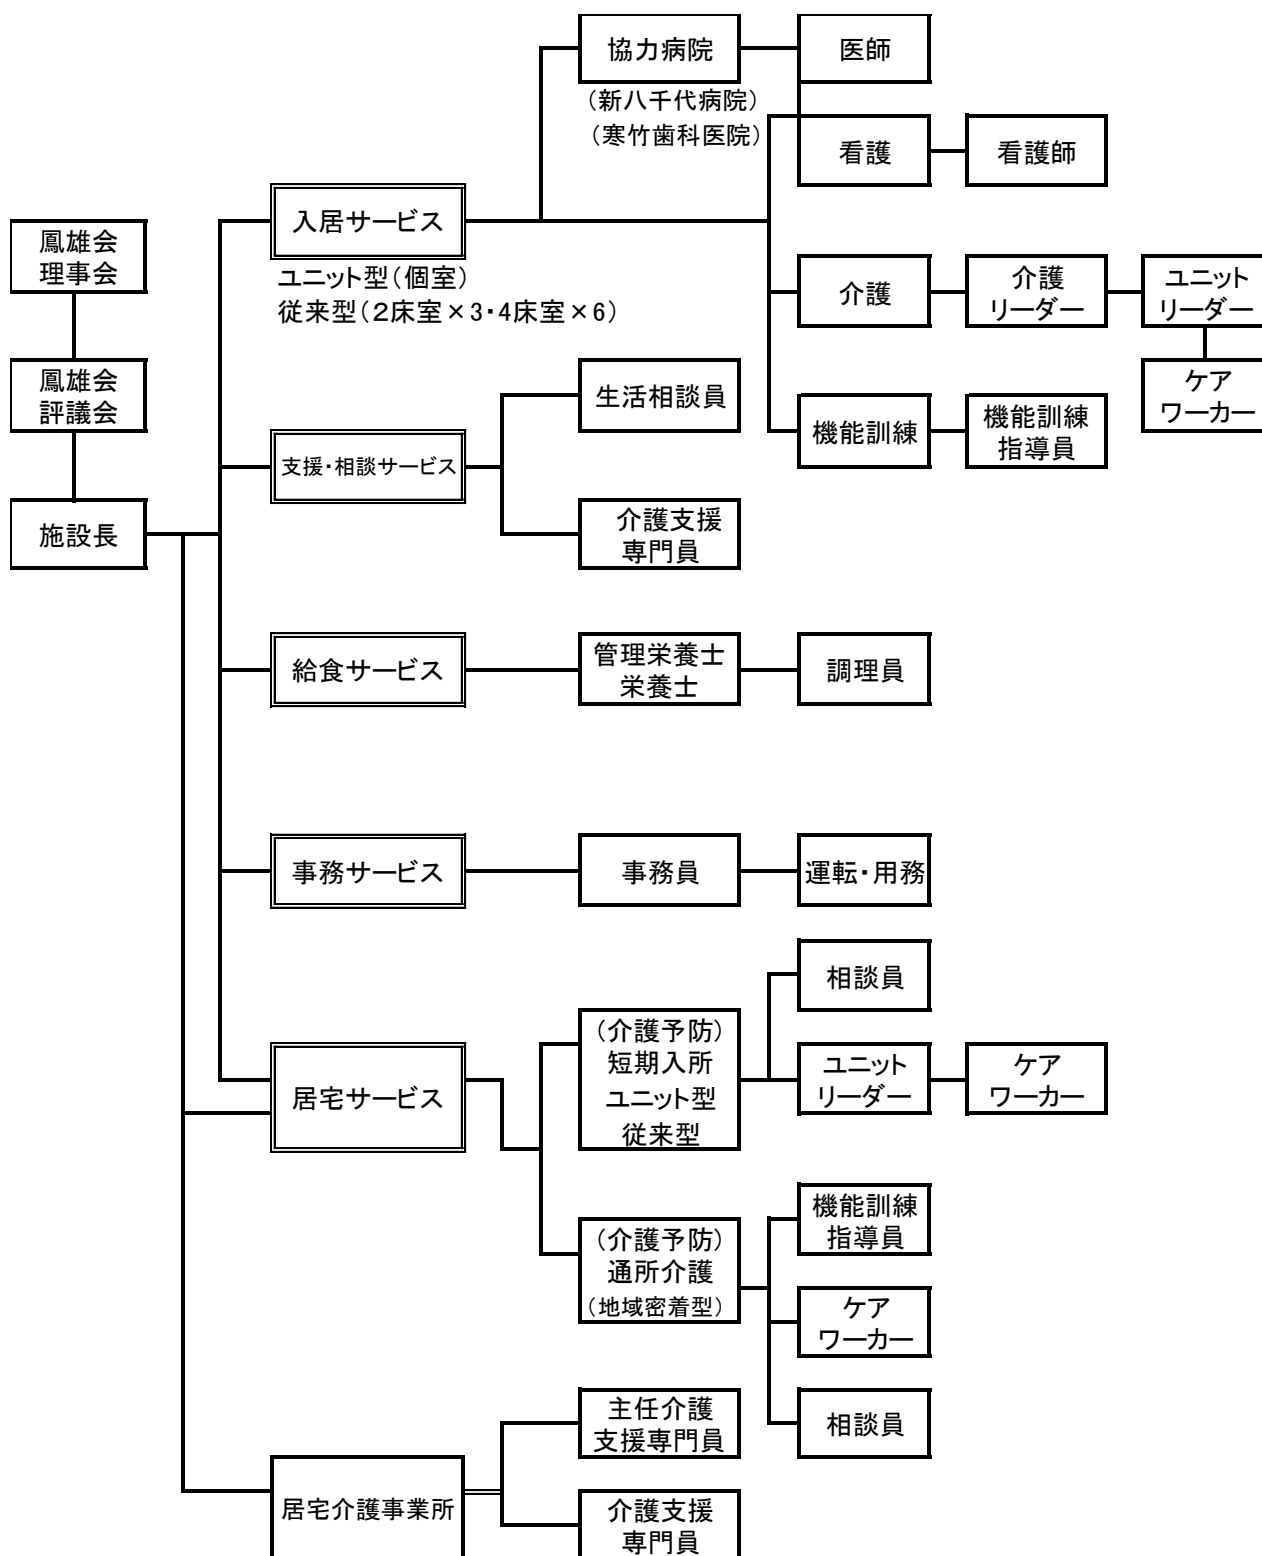 協力病院
医師
(新八千代病院)
(寒竹歯科医院)
看護
看護師
鳳雄会
理事会
入居サービス
ユニット型(個室)
従来型(2床室×3・4床室×6)
介護
介護
リーダー
ユニット
リーダー
ケア
ワーカー
鳳雄会
評議会
生活相談員
機能訓練
機能訓練
指導員
支援・相談サービス
施設長
介護支援
専門員
給食サービス
管理栄養士
栄養士
調理員
事務サービス
事務員
運転・用務
相談員
居宅サービス
(介護予防)
短期入所
ユニット型
従来型
ユニット
リーダー
ケア
ワーカー
(介護予防)
通所介護
(地域密着型)
機能訓練
指導員
ケア
ワーカー
相談員
主任介護
支援専門員
居宅介護事業所
介護支援
専門員